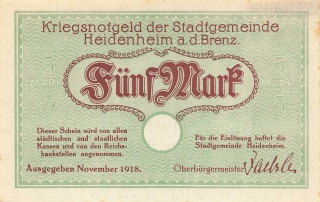 Kriegsnotgeld der Stadtgemeinde
Heidenheim a.d. Brenz.
Fünf Mark
Dieser Schein wird von allen
städtischen und staatlichen
Kassen und von den Reichs-
bankstellen angenommen.
Für die Einlösung haftet die
Stadtgemeinde Heidenheim.
Ausgegeben November 1918.
Oberbürgermeister